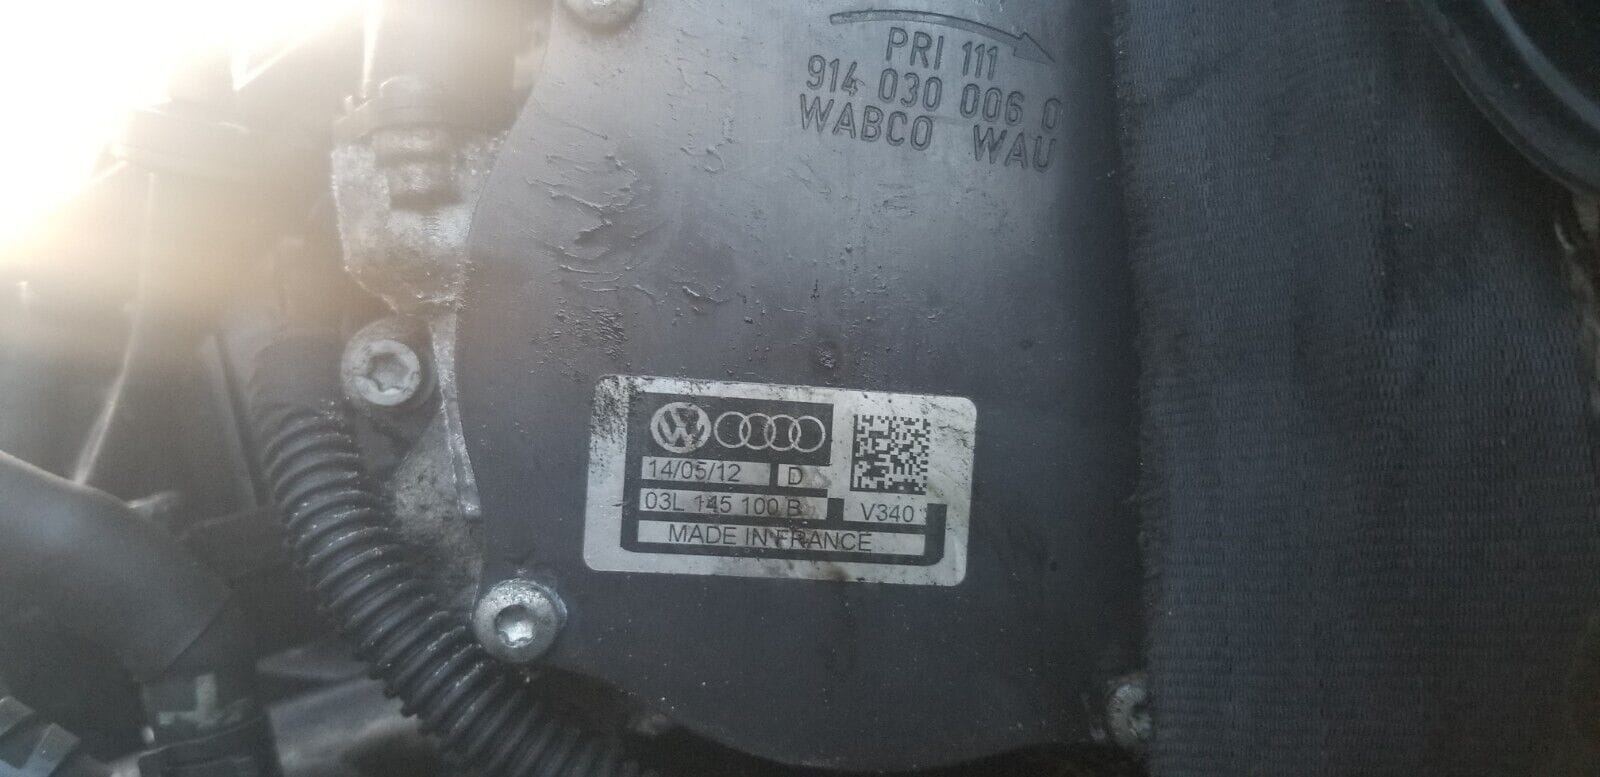 PRI 111
914 030 006 0
WABCO WAU
14/05/12 D
03L 145 100 B V340
MADE IN FRANCE